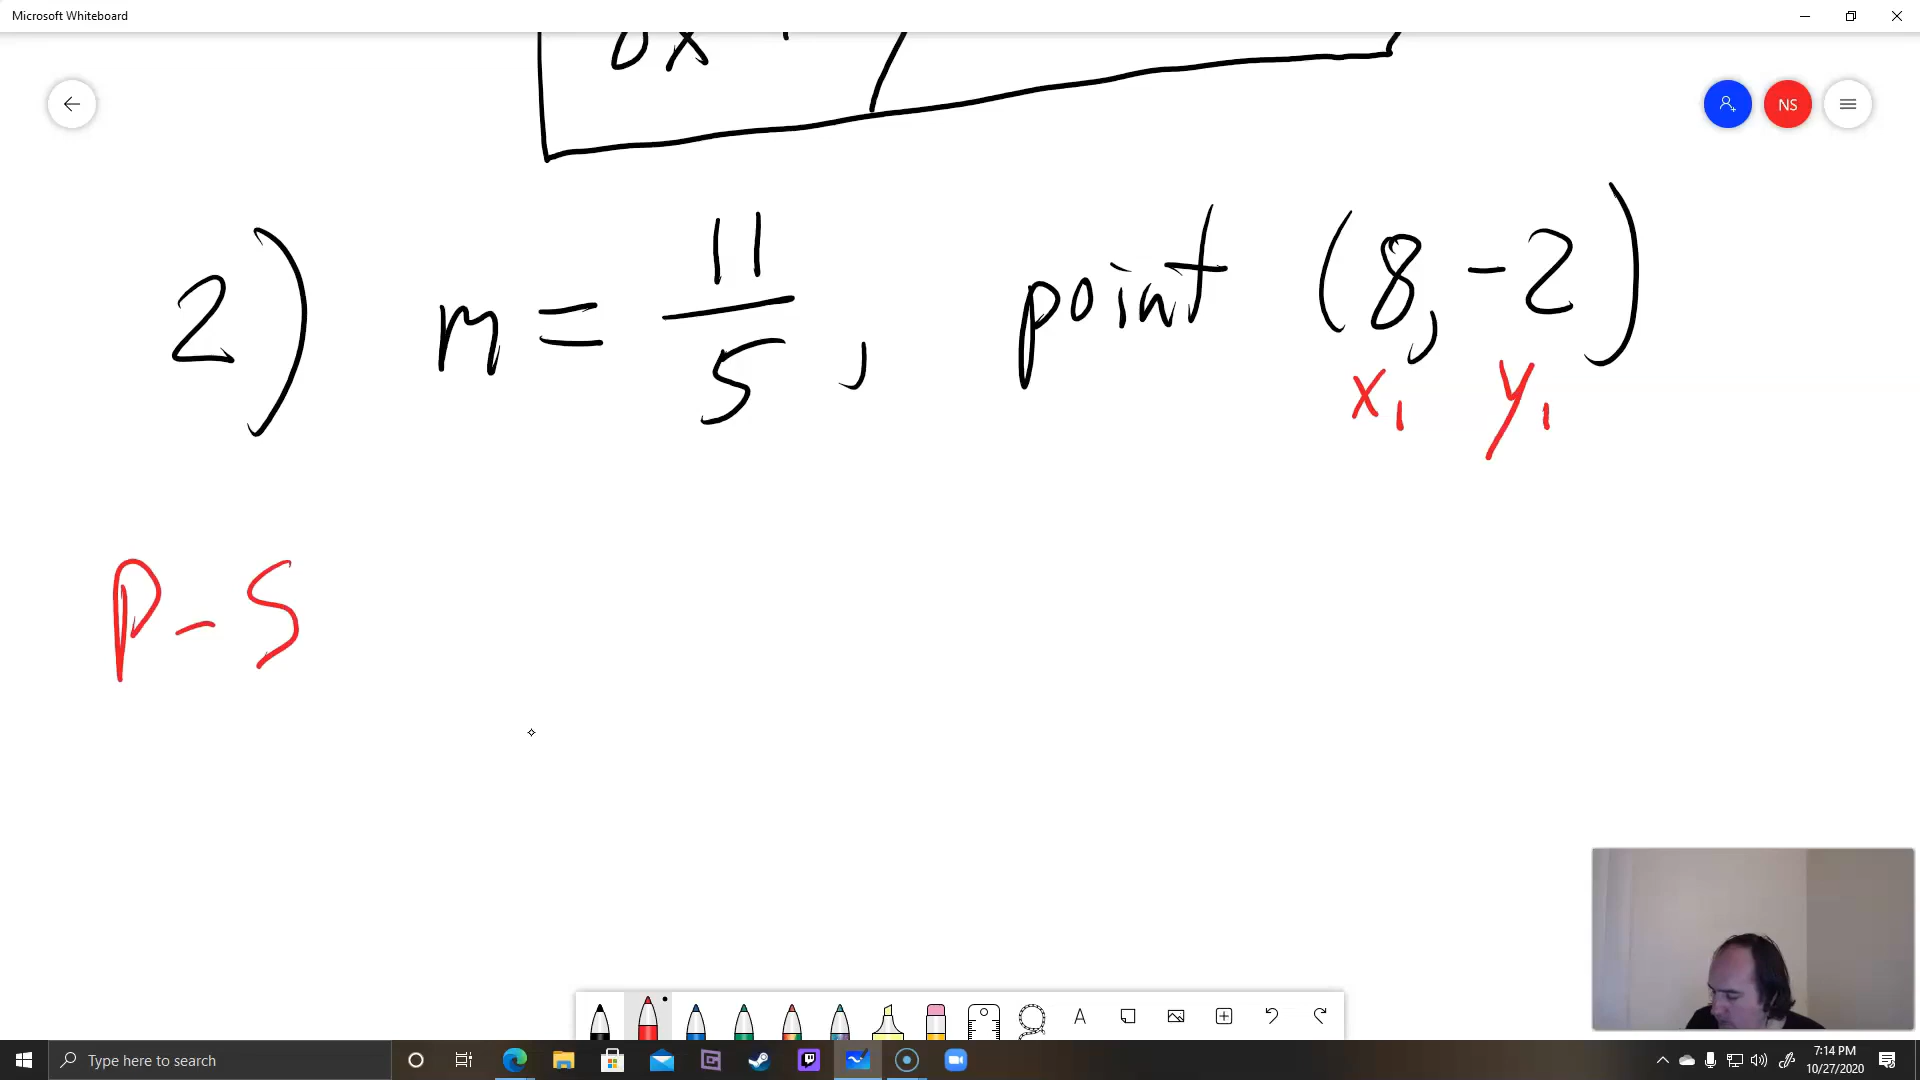 Microsoft Whiteboard
NS
2) m = 11/5, point (8, -2)
x₁ y₁
P-S
A
Type here to search
7:14 PM
10/27/2020